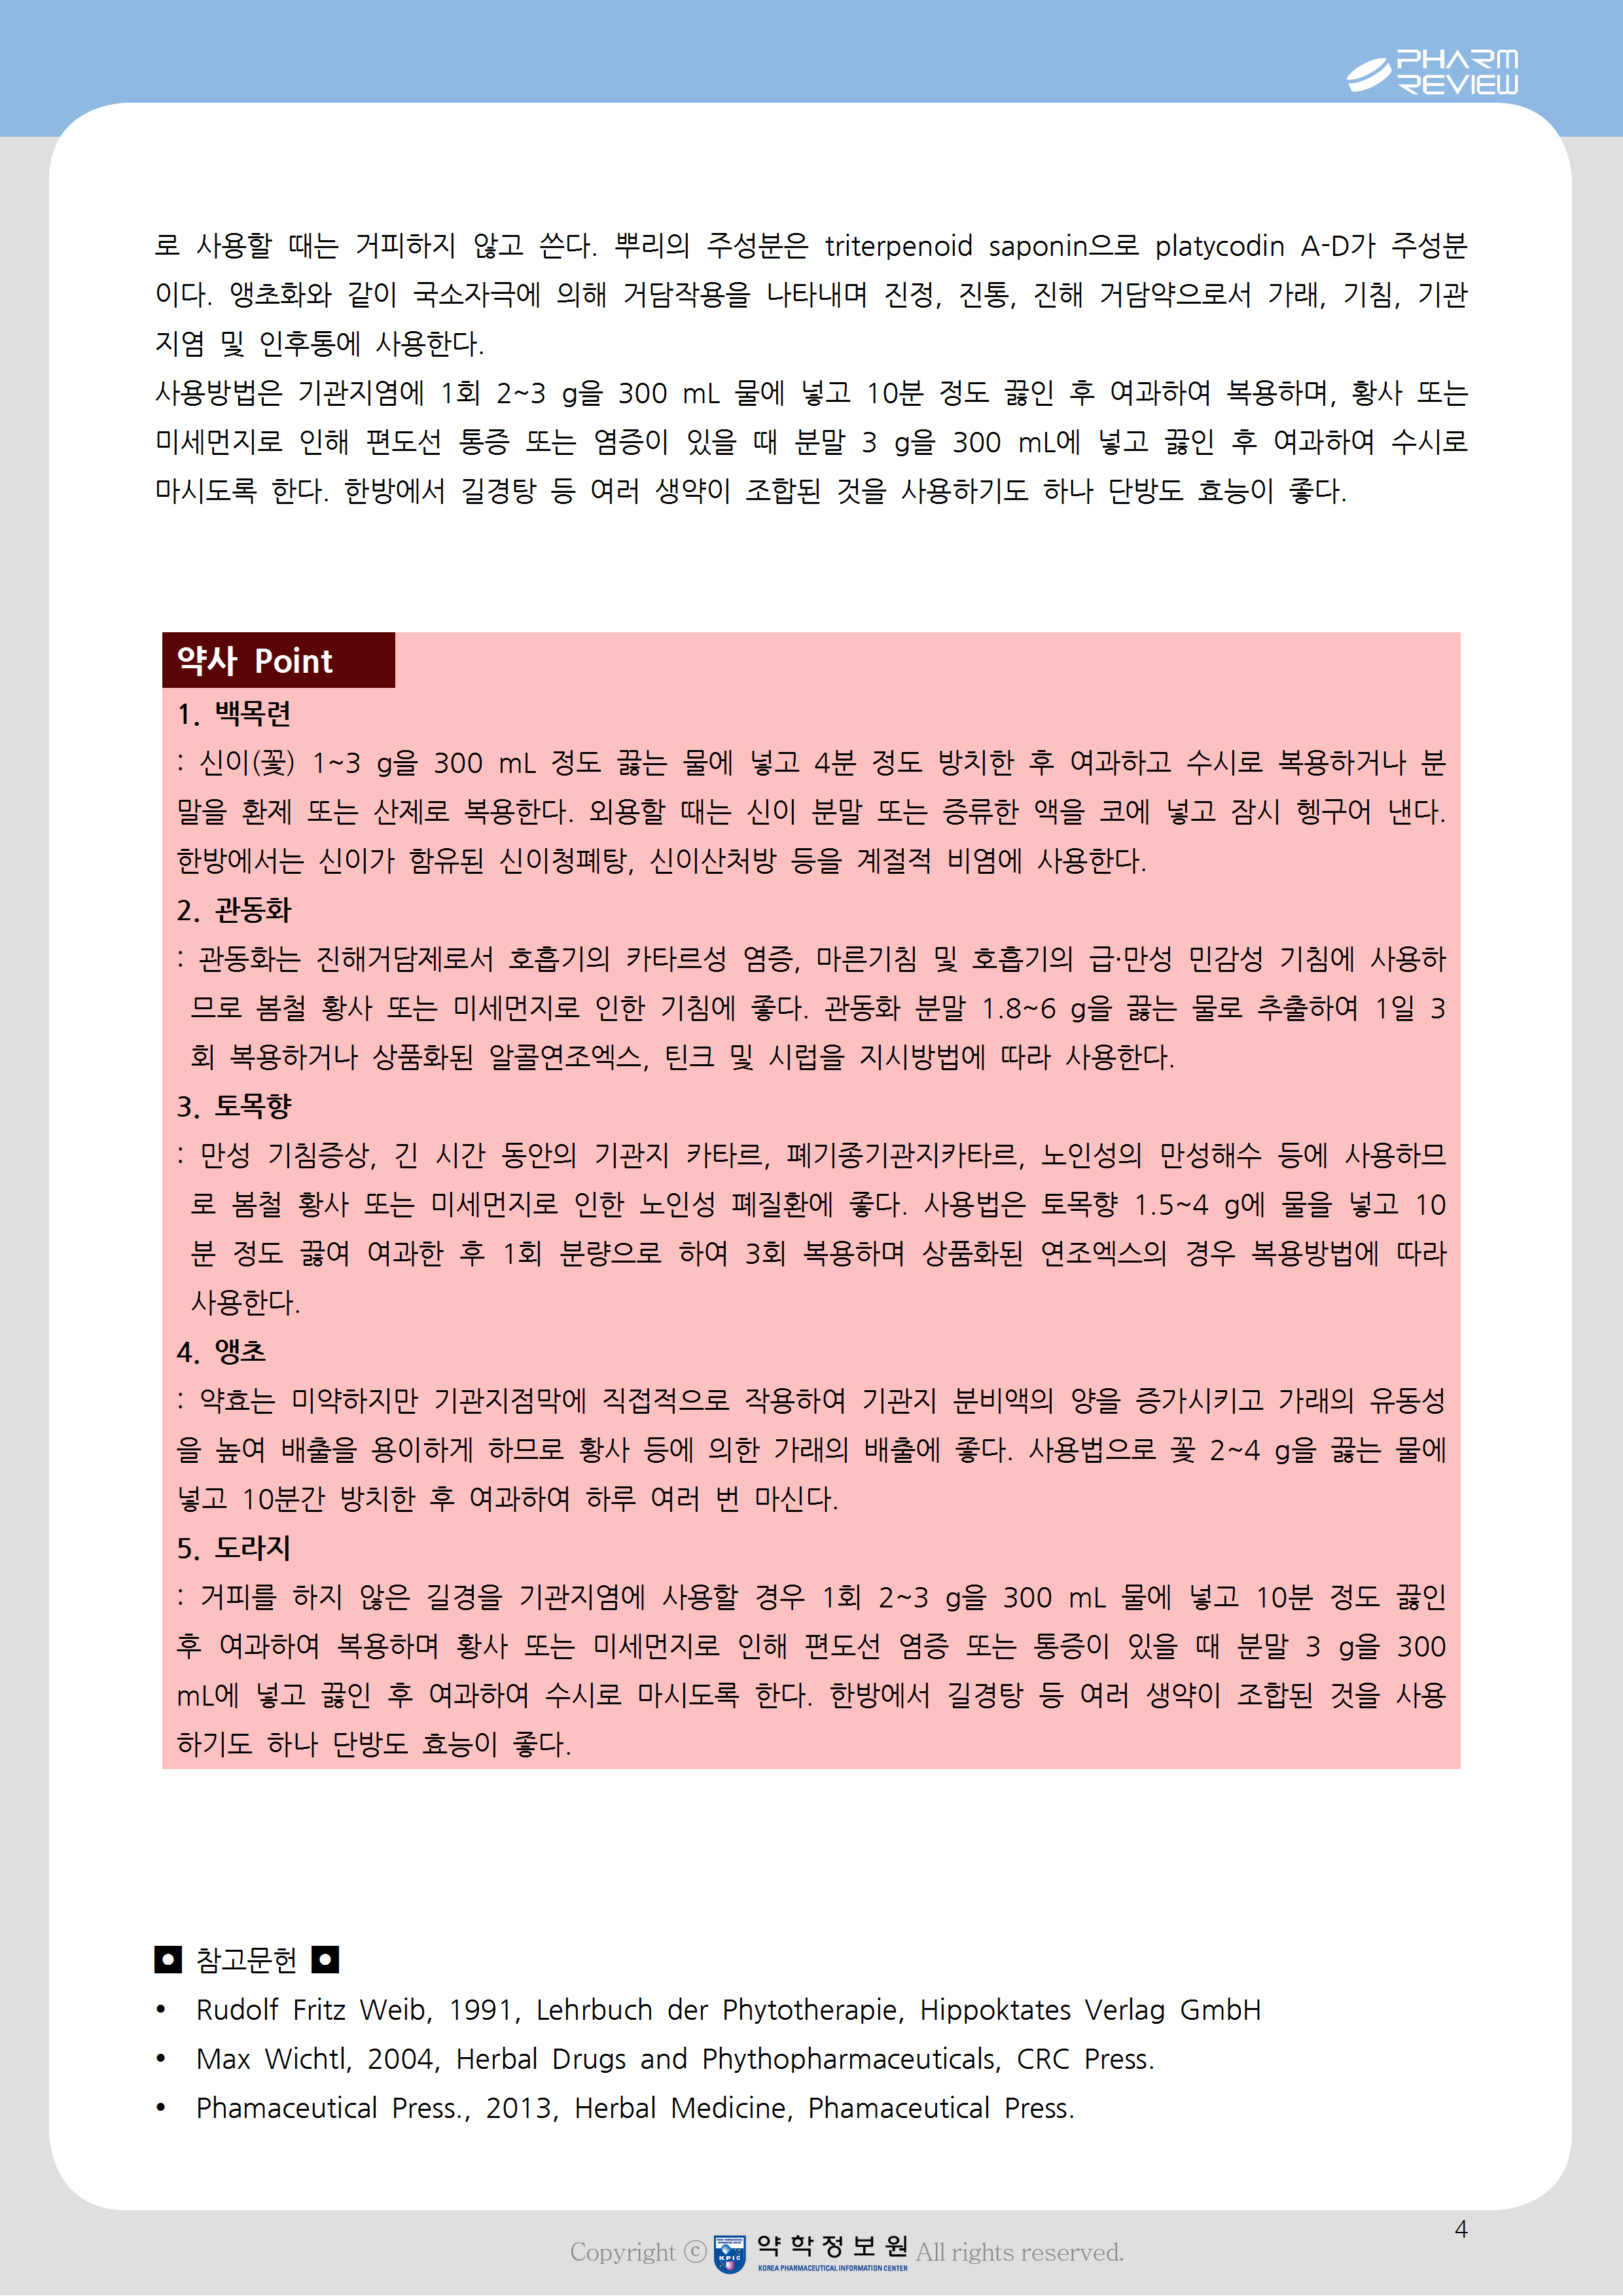 PHARM
REVIEW
로 사용할 때는 거피하지 않고 쓴다. 뿌리의 주성분은 triterpenoid saponin으로 platycodin A-D가 주성분
이다. 앵초화와 같이 국소자극에 의해 거담작용을 나타내며 진정, 진통, 진해 거담약으로서 가래, 기침, 기관
지염 및 인후통에 사용한다.
사용방법은 기관지염에 1회 2~3 g을 300 mL 물에 넣고 10분 정도 끓인 후 여과하여 복용하며, 황사 또는
미세먼지로 인해 편도선 통증 또는 염증이 있을 때 분말 3 g을 300 mL에 넣고 끓인 후 여과하여 수시로
마시도록 한다. 한방에서 길경탕 등 여러 생약이 조합된 것을 사용하기도 하나 단방도 효능이 좋다.
약사 Point
1. 백목련
: 신이(꽃) 1~3 g을 300 mL 정도 끓는 물에 넣고 4분 정도 방치한 후 여과하고 수시로 복용하거나 분
말을 환제 또는 산제로 복용한다. 외용할 때는 신이 분말 또는 증류한 액을 코에 넣고 잠시 헹구어 낸다.
한방에서는 신이가 함유된 신이청폐탕, 신이산처방 등을 계절적 비염에 사용한다.
2. 관동화
: 관동화는 진해거담제로서 호흡기의 카타르성 염증, 마른기침 및 호흡기의 급·만성 민감성 기침에 사용하
므로 봄철 황사 또는 미세먼지로 인한 기침에 좋다. 관동화 분말 1.8~6 g을 끓는 물로 추출하여 1일 3
회 복용하거나 상품화된 알콜연조엑스, 틴크 및 시럽을 지시방법에 따라 사용한다.
3. 토목향
: 만성 기침증상, 긴 시간 동안의 기관지 카타르, 폐기종기관지카타르, 노인성의 만성해수 등에 사용하므
로 봄철 황사 또는 미세먼지로 인한 노인성 폐질환에 좋다. 사용법은 토목향 1.5~4 g에 물을 넣고 10
분 정도 끓여 여과한 후 1회 분량으로 하여 3회 복용하며 상품화된 연조엑스의 경우 복용방법에 따라
사용한다.
4. 앵초
: 약효는 미약하지만 기관지점막에 직접적으로 작용하여 기관지 분비액의 양을 증가시키고 가래의 유동성
을 높여 배출을 용이하게 하므로 황사 등에 의한 가래의 배출에 좋다. 사용법으로 꽃 2~4 g을 끓는 물에
넣고 10분간 방치한 후 여과하여 하루 여러 번 마신다.
5. 도라지
: 거피를 하지 않은 길경을 기관지염에 사용할 경우 1회 2~3 g을 300 mL 물에 넣고 10분 정도 끓인
후 여과하여 복용하며 황사 또는 미세먼지로 인해 편도선 염증 또는 통증이 있을 때 분말 3 g을 300
mL에 넣고 끓인 후 여과하여 수시로 마시도록 한다. 한방에서 길경탕 등 여러 생약이 조합된 것을 사용
하기도 하나 단방도 효능이 좋다.
◘ 참고문헌 ◘
• Rudolf Fritz Weib, 1991, Lehrbuch der Phytotherapie, Hippoktates Verlag GmbH
• Max Wichtl, 2004, Herbal Drugs and Phythopharmaceuticals, CRC Press.
• Phamaceutical Press., 2013, Herbal Medicine, Phamaceutical Press.
4
Copyright ⓒ KPIC 약학정보원 All rights reserved.
KOREA PHARMACEUTICAL INFORMATION CENTER